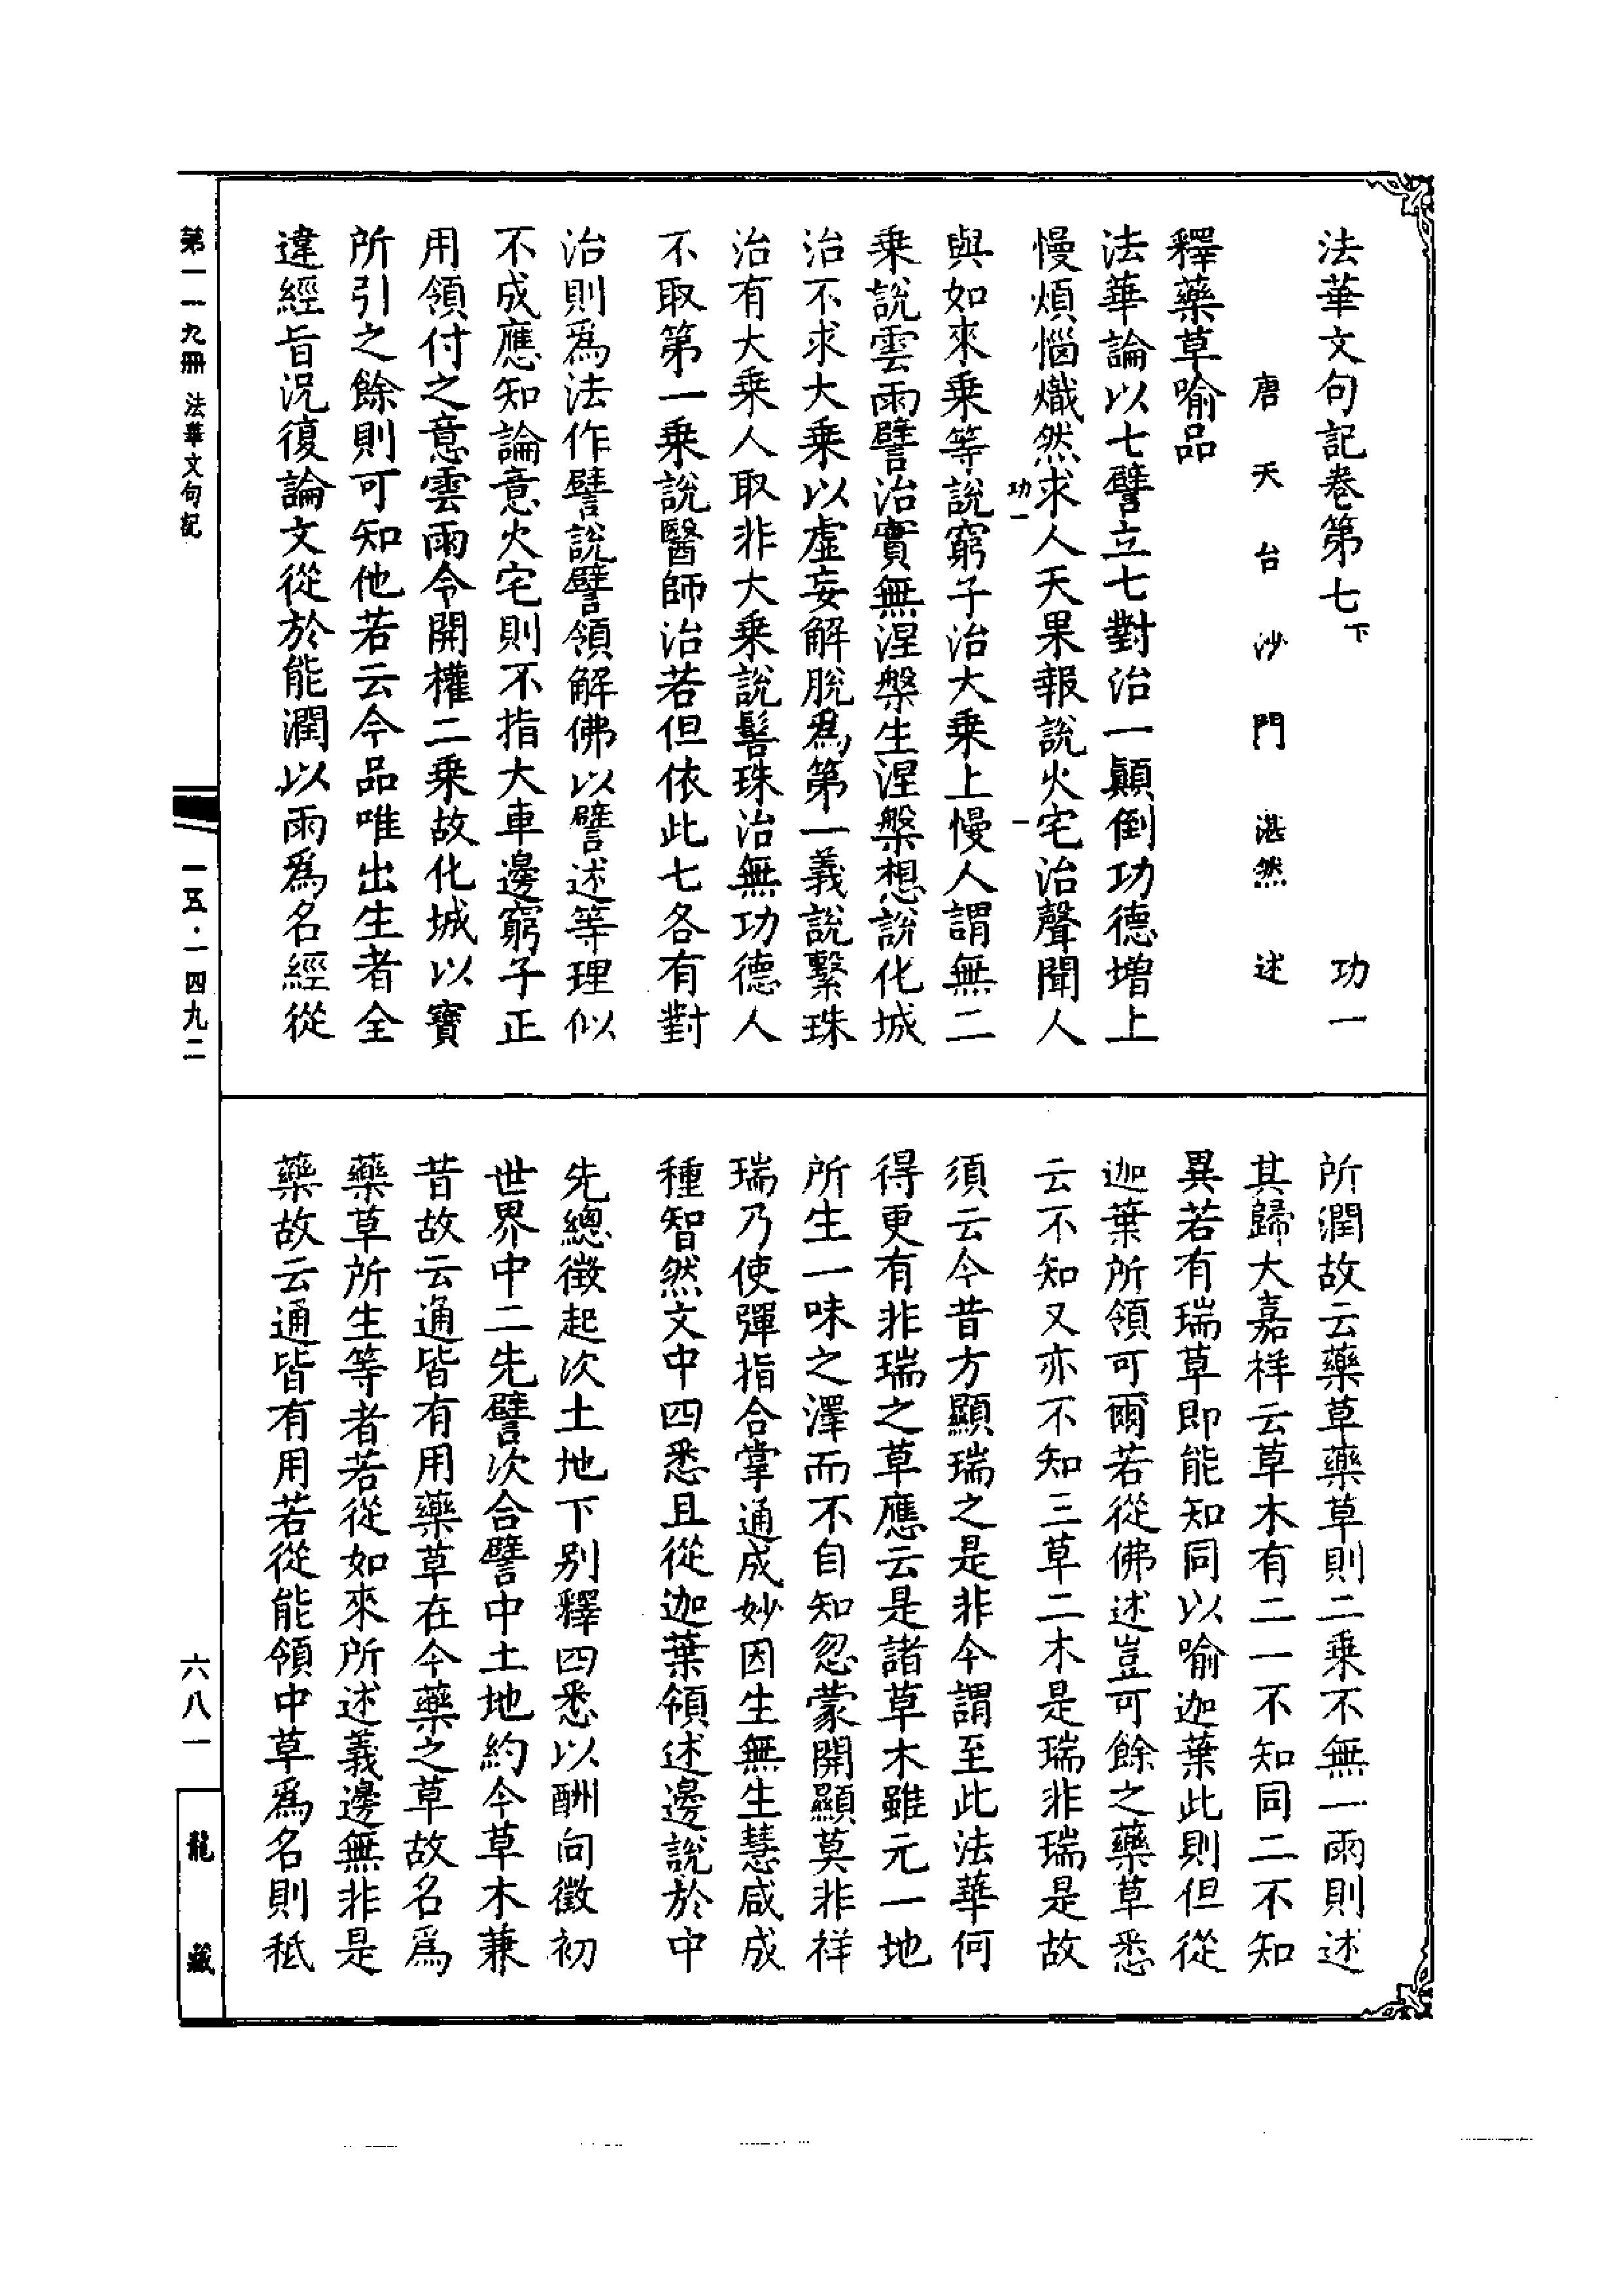 法華文句記卷第七下　功一
唐天台沙門湛然述
釋藥草喻品
法華論以七譬立七對治一顛倒功德增上
慢煩惱熾然求人天果報說火宅治聲聞人
功一　一
與如來乘等說窮子治大乘上慢人謂無二
乘說雲雨譬治實無涅槃生涅槃想說化城
治不求大乘以虛妄解脫爲第一義說繫珠
治有大乘人取非大乘說髻珠治無功德人
不取第一乘說醫師治若但依此七各有對
治則爲法作譬說譬領解佛以譬述等理似
不成應知論意火宅則不指大車邊窮子正
用領付之意雲雨令開權二乘故化城以寶
所引之餘則可知他若云今品唯出生者全
違經旨況復論文從於能潤以雨爲名經從
所潤故云藥草藥草則二乘不無一雨則述
其歸大嘉祥云草木有二一不知同二不知
異若有瑞草即能知同以喻迦葉此則但從
迦葉所領可爾若從佛述豈可餘之藥草悉
云不知又亦不知三草二木是瑞非瑞是故
須云今昔方顯瑞之是非今謂至此法華何
得更有非瑞之草應云是諸草木雖元一地
所生一味之澤而不自知忽蒙開顯莫非祥
瑞乃使彈指合掌通成妙因生無生慧咸成
種智然文中四悉且從迦葉領述邊說於中
先總徵起次土地下別釋四悉以酬向徵初
世界中二先譬次合譬中土地約今草木兼
昔故云通皆有用藥草在今藥之草故名爲
藥草所生等者若從如來所述義邊無非是
藥故云通皆有用若從能領中草爲名則秪
第一一九冊　法華文句記
一五·一四九二
六八一
龍藏